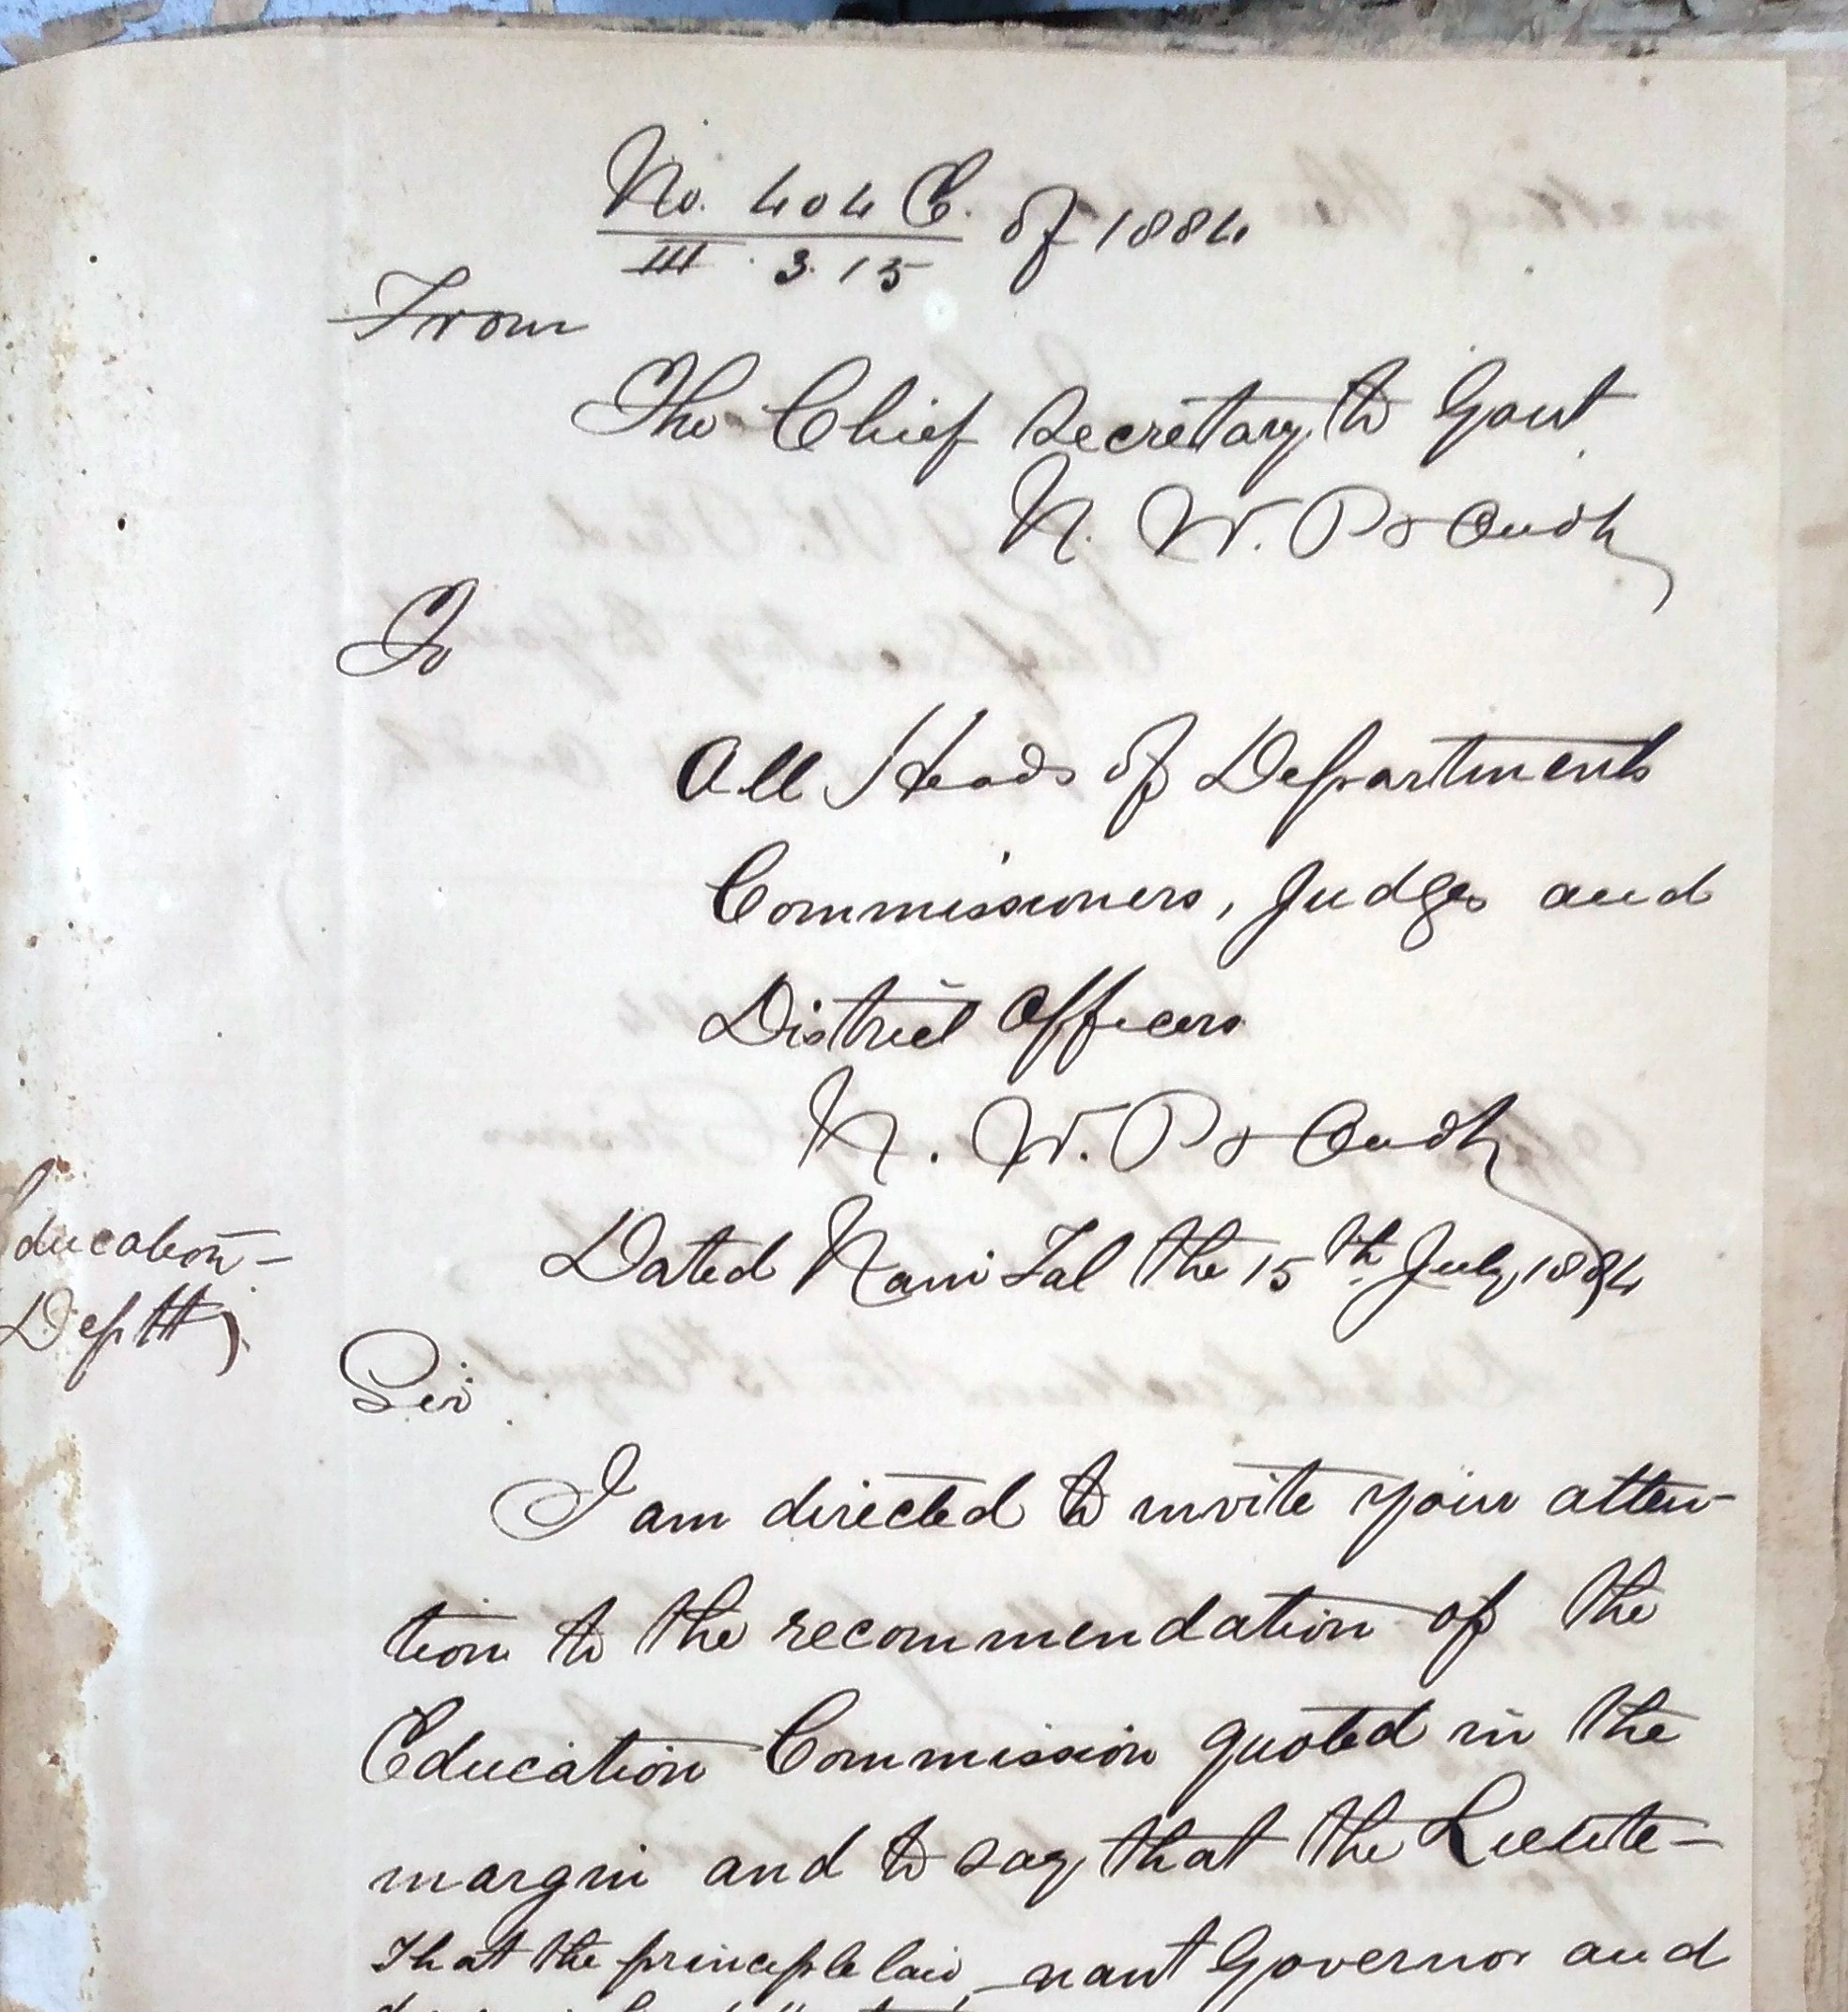 No. 404 C. of 1884
III . 3. 15
From
The Chief Secretary to Govt
N. W. P & Oudh
To
All Heads of Departments
Commissioners, Judges and
District Officers
N. W. P & Oudh
Dated Naini Tal the 15th July, 1884
Education-
Deptt
Sir
I am directed to invite your atten-
tion to the recommendation of the
Education Commission quoted in the
margin and to say that the Lieute-
That the principle laid nant Governor and